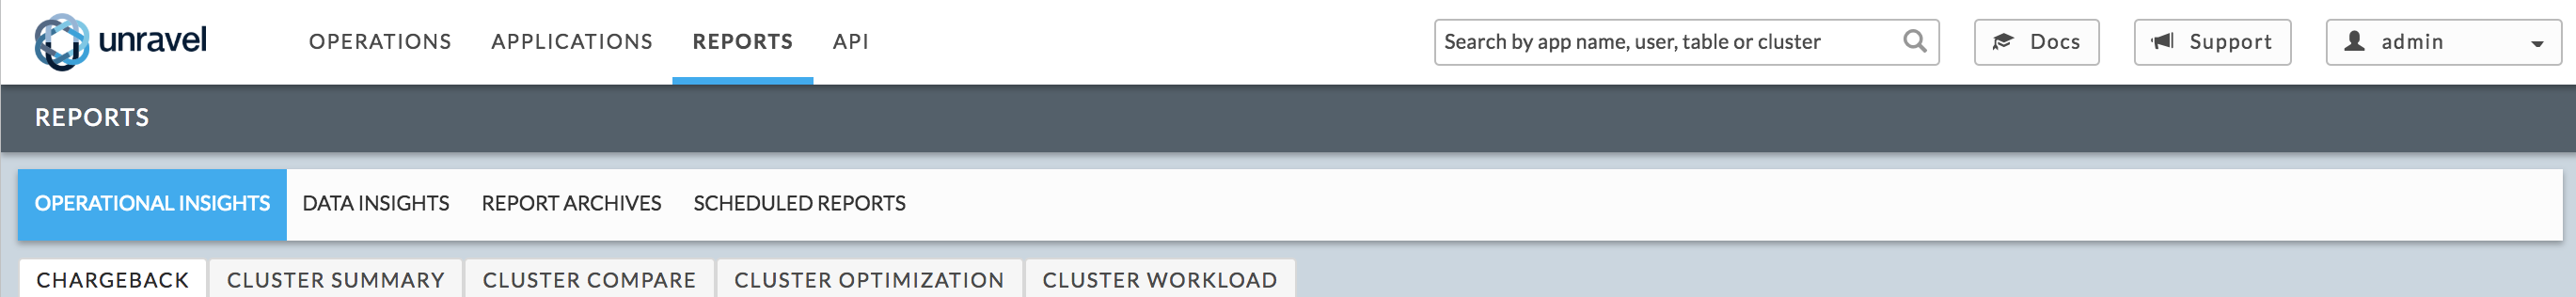 unravel OPERATIONS APPLICATIONS REPORTS API Search by app name, user, table or cluster Docs Support admin
REPORTS
OPERATIONAL INSIGHTS DATA INSIGHTS REPORT ARCHIVES SCHEDULED REPORTS
CHARGEBACK CLUSTER SUMMARY CLUSTER COMPARE CLUSTER OPTIMIZATION CLUSTER WORKLOAD